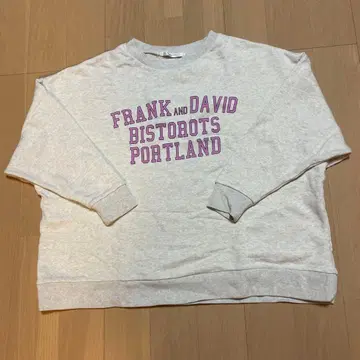 FRANK AND DAVID
BISTOROTS
PORTLAND